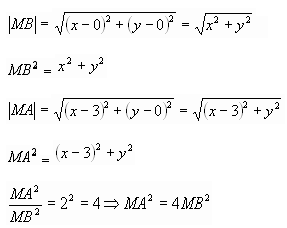 |MB| = √((x−0)² + (y−0)²) = √(x² + y²)
MB² = x² + y²
|MA| = √((x−3)² + (y−0)²) = √((x−3)² + y²)
MA² = (x−3)² + y²
MA²/MB² = 2² = 4 ⇒ MA² = 4MB²